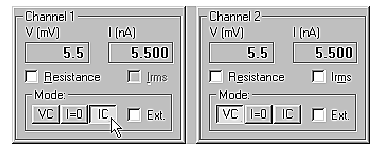 Channel 1
V (mV) I (nA)
5.5 5.500
Resistance Irms
Mode:
VC I=0 IC Ext.
Channel 2
V (mV) I (nA)
5.5 5.500
Resistance Irms
Mode:
VC I=0 IC Ext.